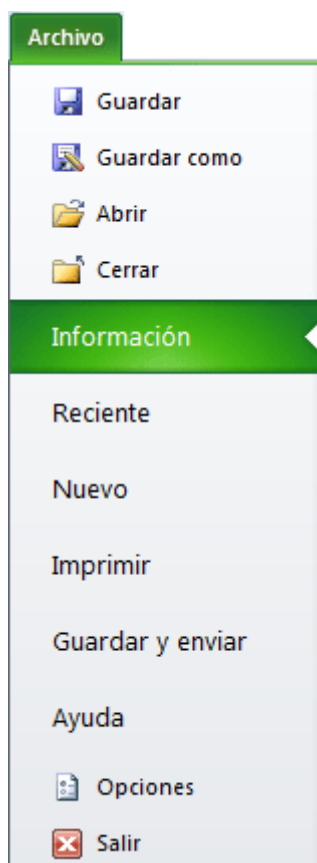 Archivo
Guardar
Guardar como
Abrir
Cerrar
Información
Reciente
Nuevo
Imprimir
Guardar y enviar
Ayuda
Opciones
Salir